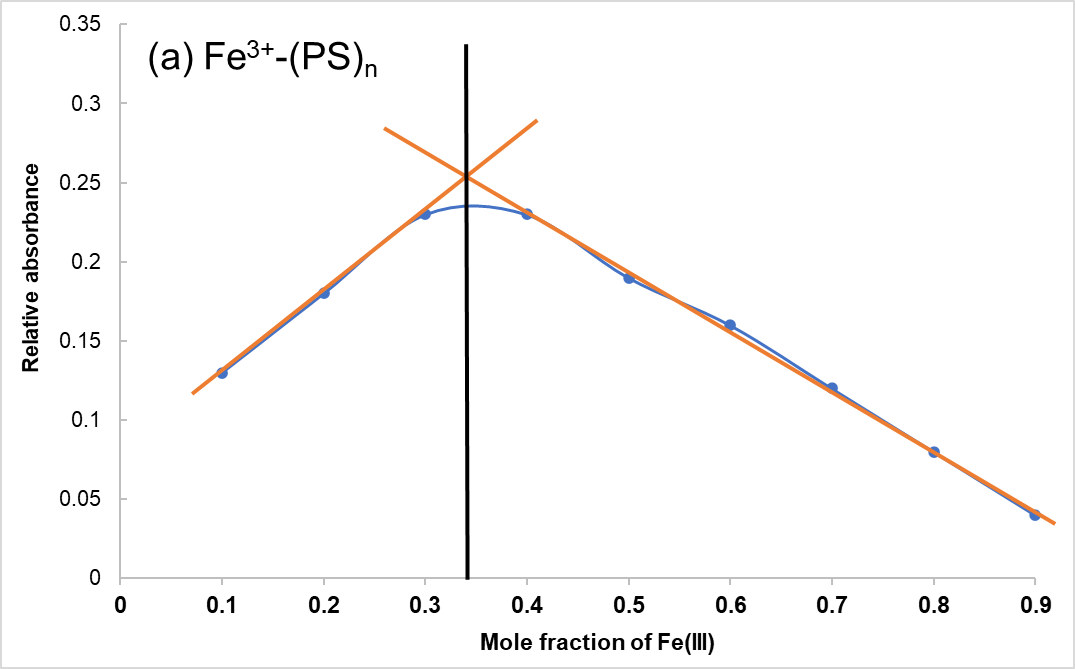 (a) Fe³⁺-(PS)ₙ
Relative absorbance
0.35
0.3
0.25
0.2
0.15
0.1
0.05
0
0 0.1 0.2 0.3 0.4 0.5 0.6 0.7 0.8 0.9
Mole fraction of Fe(III)